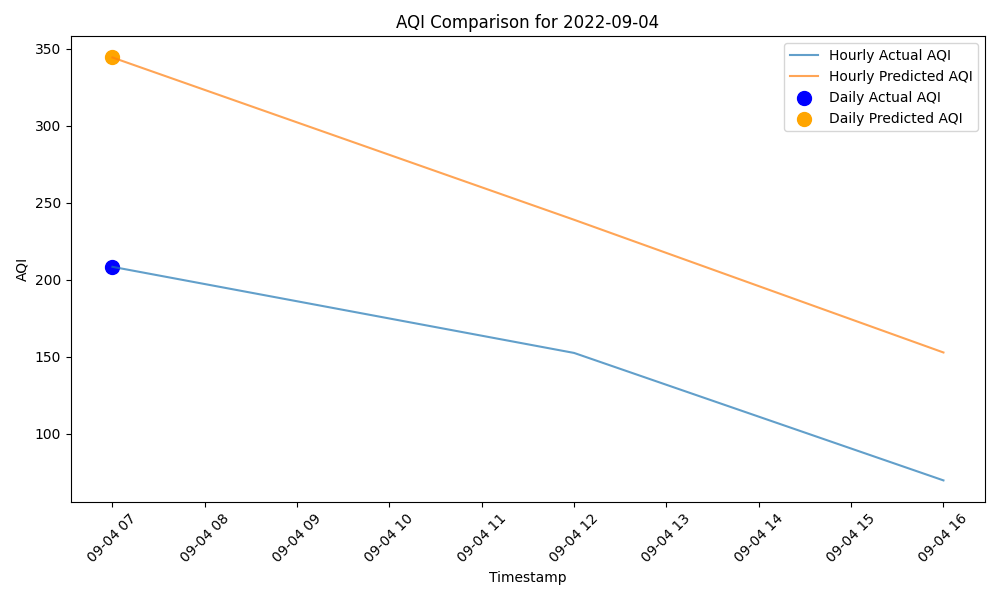 AQI Comparison for 2022-09-04
350
300
250
200
150
100
AQI
Hourly Actual AQI
Hourly Predicted AQI
Daily Actual AQI
Daily Predicted AQI
09-04 07
09-04 08
09-04 09
09-04 10
09-04 11
09-04 12
09-04 13
09-04 14
09-04 15
09-04 16
Timestamp